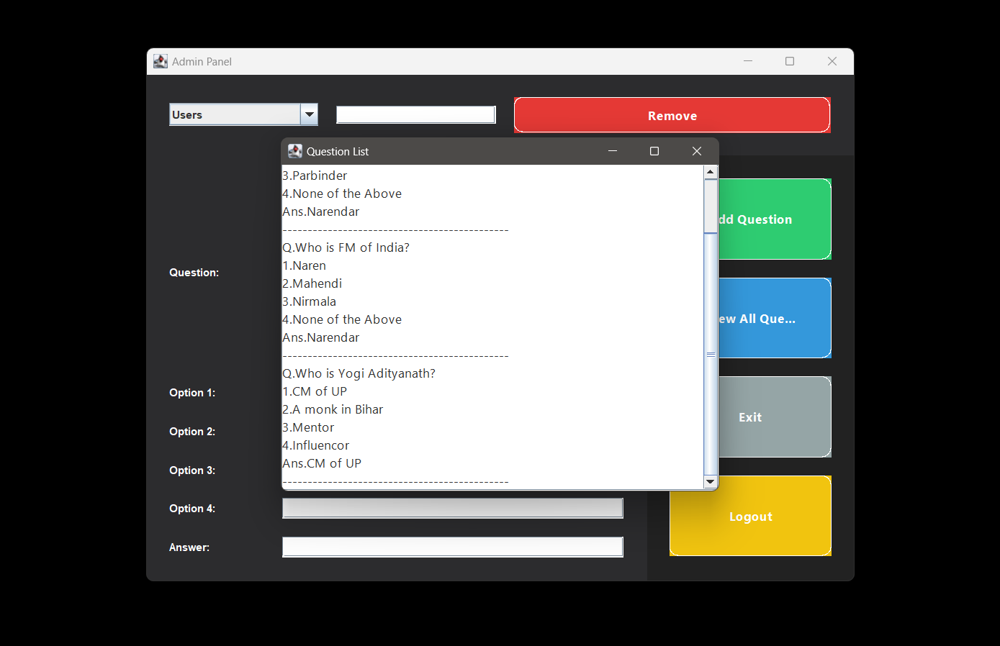 Admin Panel
Users
Remove
Question List
3.Parbinder
4.None of the Above
Ans.Narendar
---------------------------------------------
Q.Who is FM of India?
1.Naren
2.Mahendi
3.Nirmala
4.None of the Above
Ans.Narendar
---------------------------------------------
Q.Who is Yogi Adityanath?
1.CM of UP
2.A monk in Bihar
3.Mentor
4.Influencor
Ans.CM of UP
---------------------------------------------
Question:
Option 1:
Option 2:
Option 3:
Option 4:
Answer:
dd Question
ew All Que...
Exit
Logout